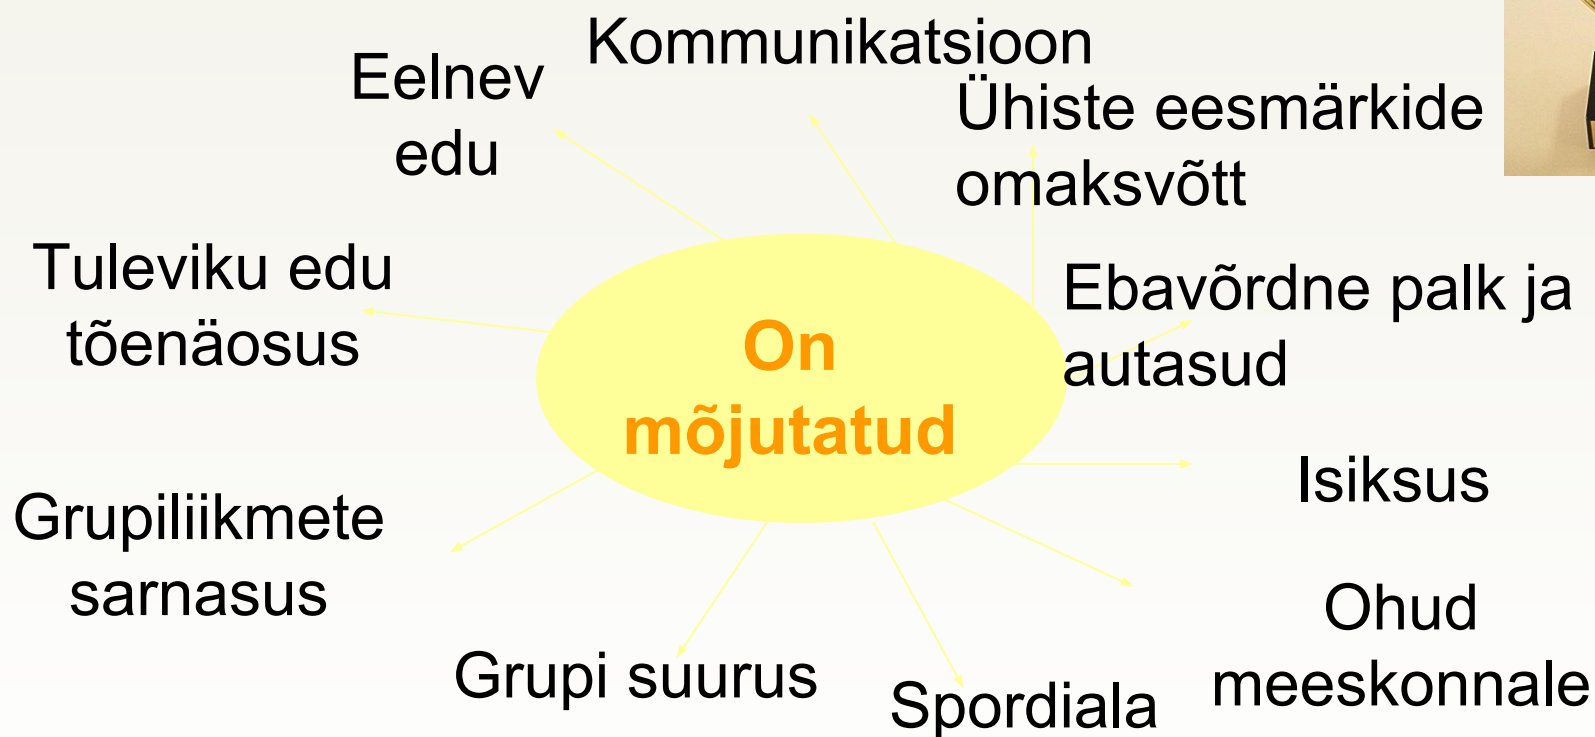 Kommunikatsioon
Eelnev
edu
Ühiste eesmärkide
omaksvõtt
Tuleviku edu
tõenäosus
Ebavõrdne palk ja
autasud
On
mõjutatud
Isiksus
Grupiliikmete
sarnasus
Ohud
meeskonnale
Grupi suurus
Spordiala